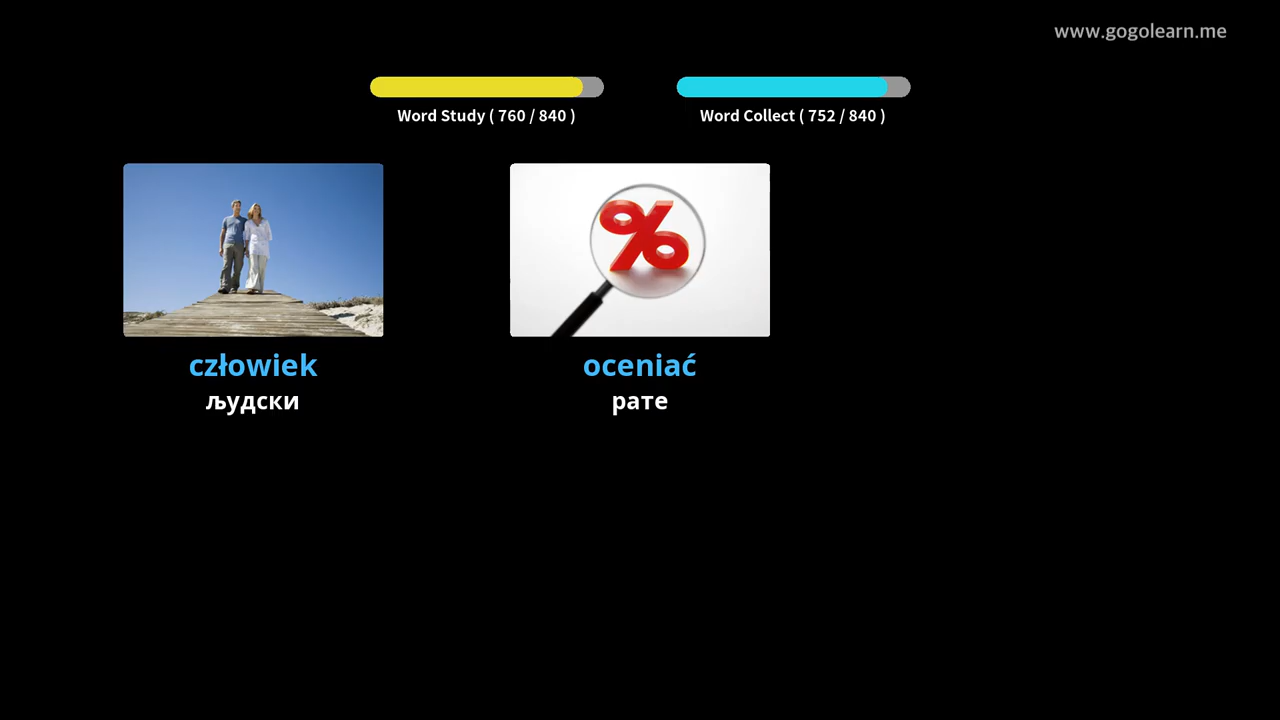 www.gogolearn.me
Word Study ( 760 / 840 )
Word Collect ( 752 / 840 )
człowiek
људски
oceniać
рате